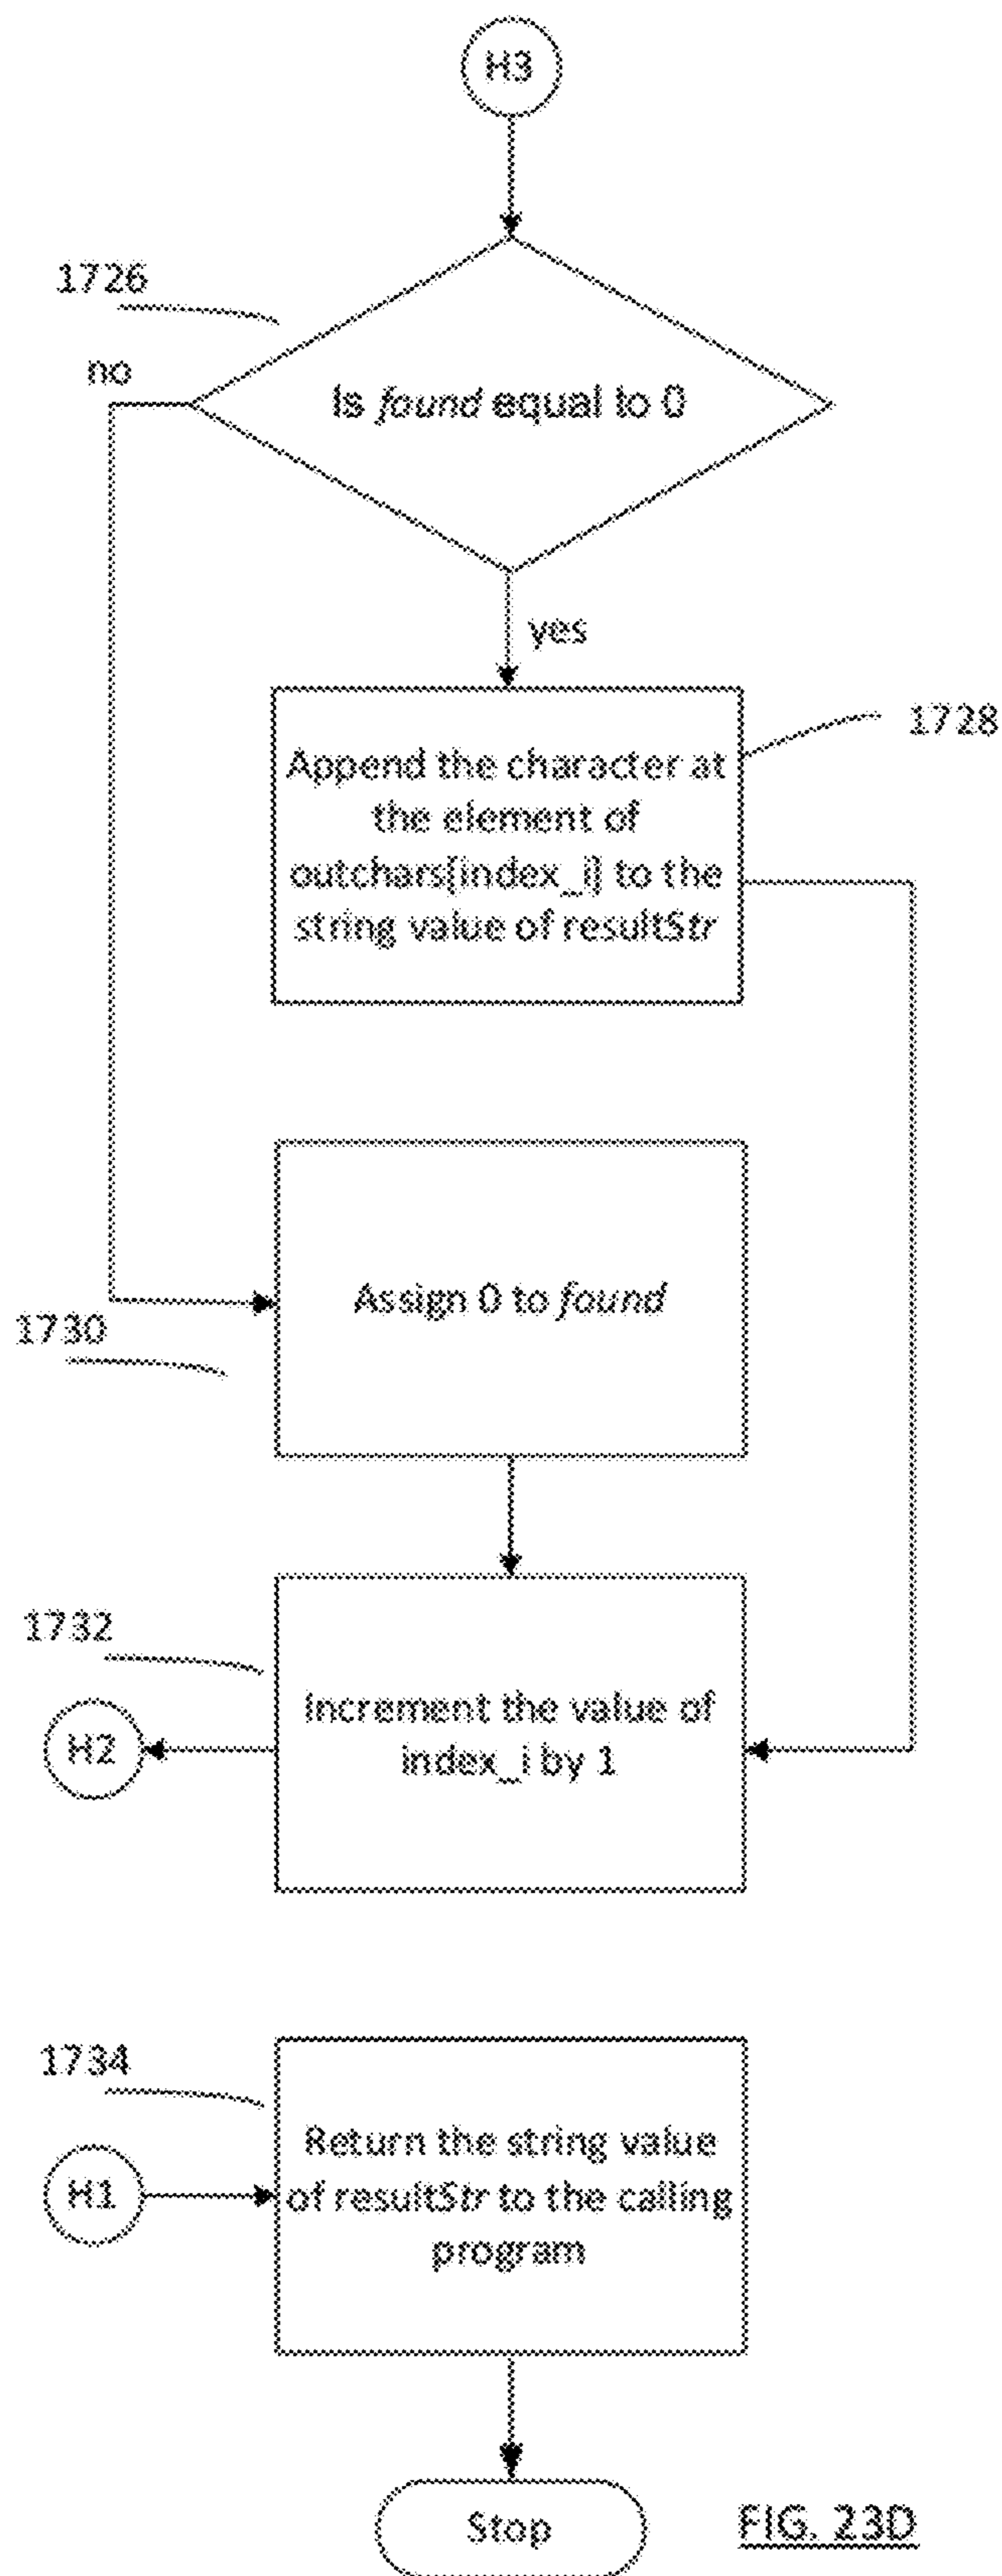 H3
1726
no
Is found equal to 0
yes
1728
Append the character at
the element of
outchars[index_i] to the
string value of resultStr
Assign 0 to found
1730
1732
Increment the value of
index_i by 1
H2
1734
Return the string value
of resultStr to the calling
program
H1
Stop
FIG. 23D